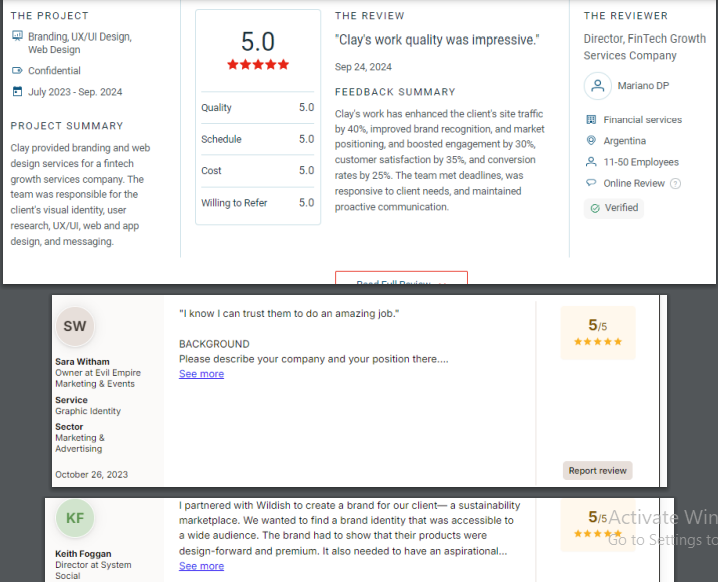 THE PROJECT
Branding, UX/UI Design,
Web Design
Confidential
July 2023 - Sep. 2024
PROJECT SUMMARY
Clay provided branding and web
design services for a fintech
growth services company. The
team was responsible for the
client's visual identity, user
research, UX/UI, web and app
design, and messaging.
5.0
Quality 5.0
Schedule 5.0
Cost 5.0
Willing to Refer 5.0
THE REVIEW
"Clay's work quality was impressive."
Sep 24, 2024
FEEDBACK SUMMARY
Clay's work has enhanced the client's site traffic
by 40%, improved brand recognition, and market
positioning, and boosted engagement by 30%,
customer satisfaction by 35%, and conversion
rates by 25%. The team met deadlines, was
responsive to client needs, and maintained
proactive communication.
Read Full Review
THE REVIEWER
Director, FinTech Growth
Services Company
Mariano DP
Financial services
Argentina
11-50 Employees
Online Review ?
Verified
SW
Sara Witham
Owner at Evil Empire
Marketing & Events
Service
Graphic Identity
Sector
Marketing &
Advertising
October 26, 2023
"I know I can trust them to do an amazing job."
BACKGROUND
Please describe your company and your position there....
See more
5/5
Report review
KF
Keith Foggan
Director at System
Social
I partnered with Wildish to create a brand for our client— a sustainability
marketplace. We wanted to find a brand identity that was accessible to
a wide audience. The brand had to show that their products were
design-forward and premium. It also needed to have an aspirational...
See more
5/5
Activate Win
Go to Settings to